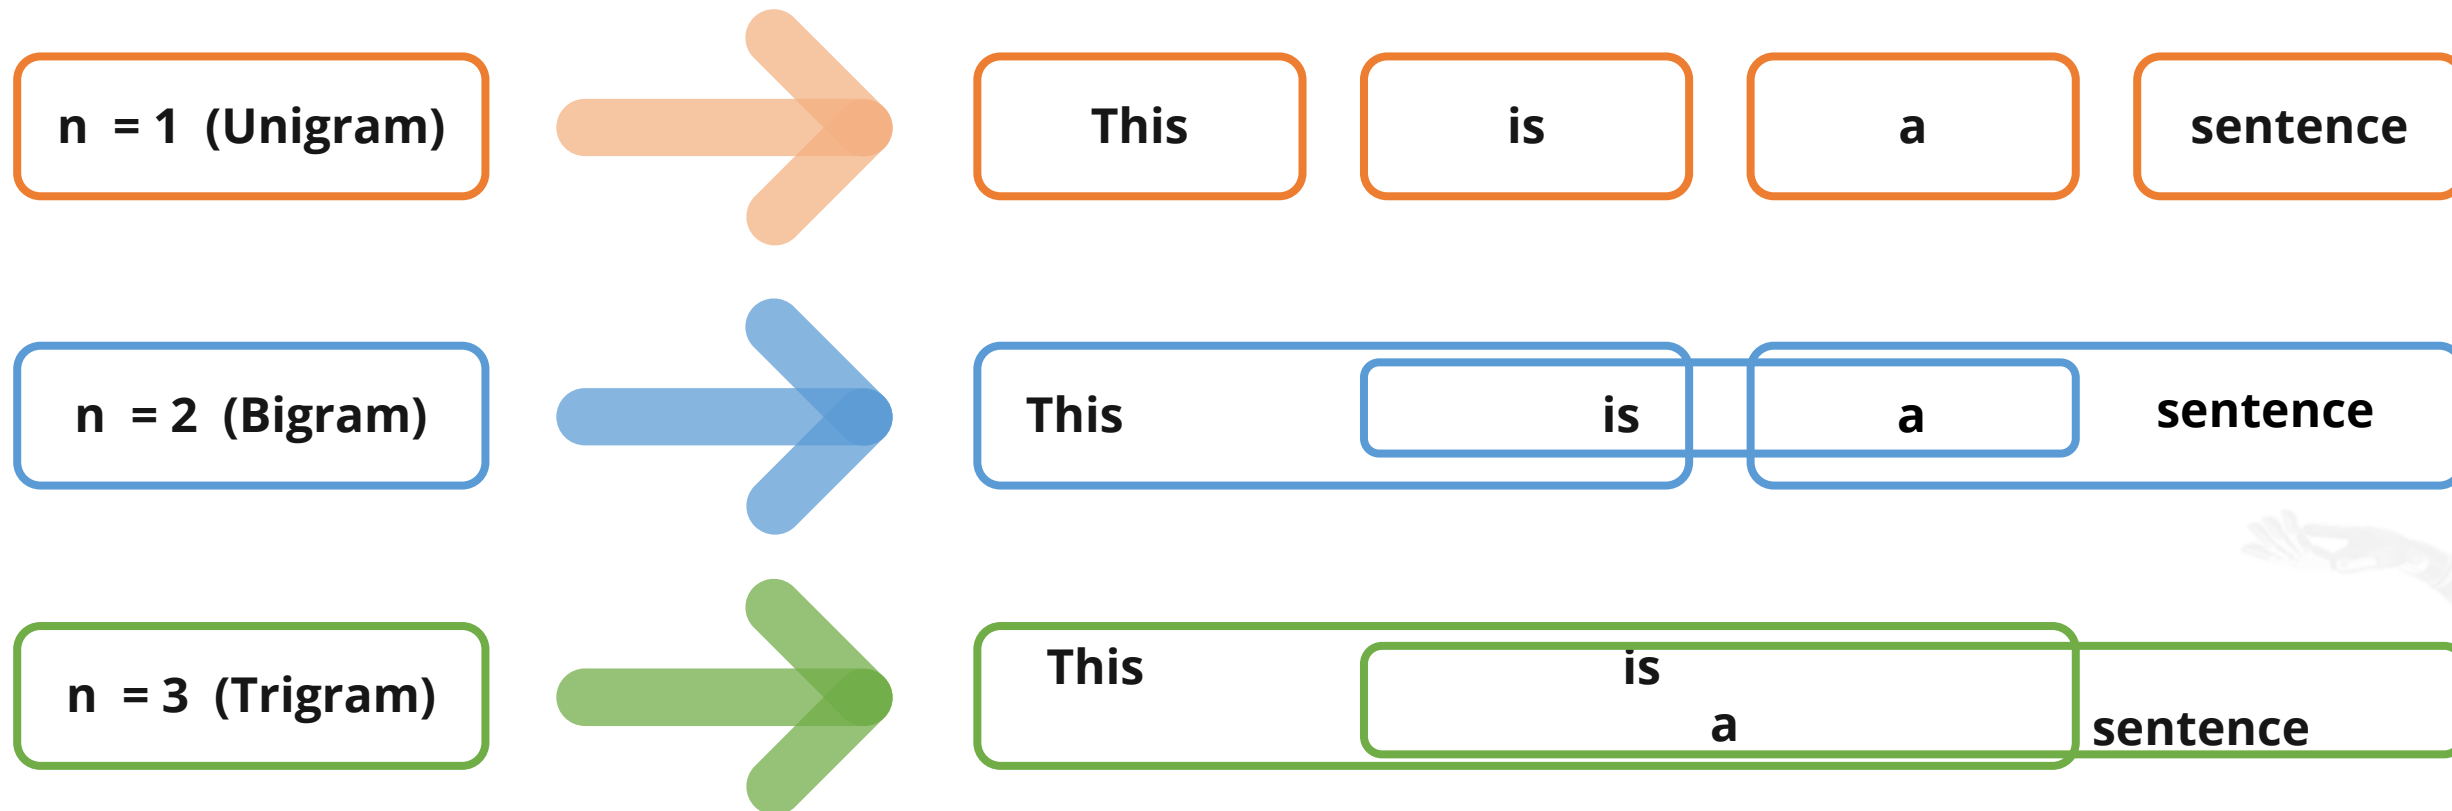 n = 1 (Unigram) This is a sentence
n = 2 (Bigram) This is a sentence
n = 3 (Trigram) This is
a sentence